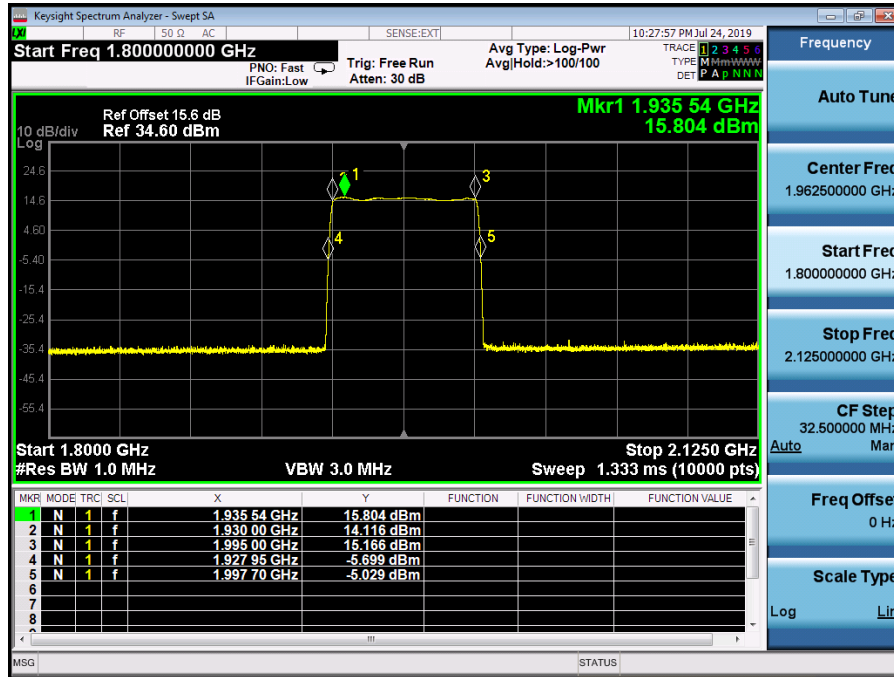 Keysight Spectrum Analyzer - Swept SA
LXI RF 50 Ω AC SENSE:EXT 10:27:57 PM Jul 24, 2019
Start Freq 1.800000000 GHz
PNO: Fast
IFGain:Low
Trig: Free Run
Atten: 30 dB
Avg Type: Log-Pwr
Avg|Hold:>100/100
TRACE 1 2 3 4 5 6
TYPE M M m W W W W
DET P A p N N N
Frequency
Mkr1 1.935 54 GHz
15.804 dBm
Ref Offset 15.6 dB
Ref 34.60 dBm
10 dB/div
Log
24.6
14.6
4.60
-5.40
-15.4
-25.4
-35.4
-45.4
-55.4
1
3
4
5
Start 1.8000 GHz Stop 2.1250 GHz
#Res BW 1.0 MHz VBW 3.0 MHz Sweep 1.333 ms (10000 pts)
MKR MODE TRC SCL X Y FUNCTION FUNCTION WIDTH FUNCTION VALUE
1 N 1 f 1.935 54 GHz 15.804 dBm
2 N 1 f 1.930 00 GHz 14.116 dBm
3 N 1 f 1.995 00 GHz 15.166 dBm
4 N 1 f 1.927 95 GHz -5.699 dBm
5 N 1 f 1.997 70 GHz -5.029 dBm
6
7
8
Auto Tune
Center Freq
1.962500000 GHz
Start Freq
1.800000000 GHz
Stop Freq
2.125000000 GHz
CF Step
32.500000 MHz
Auto Man
Freq Offset
0 Hz
Scale Type
Log Lin
MSG STATUS